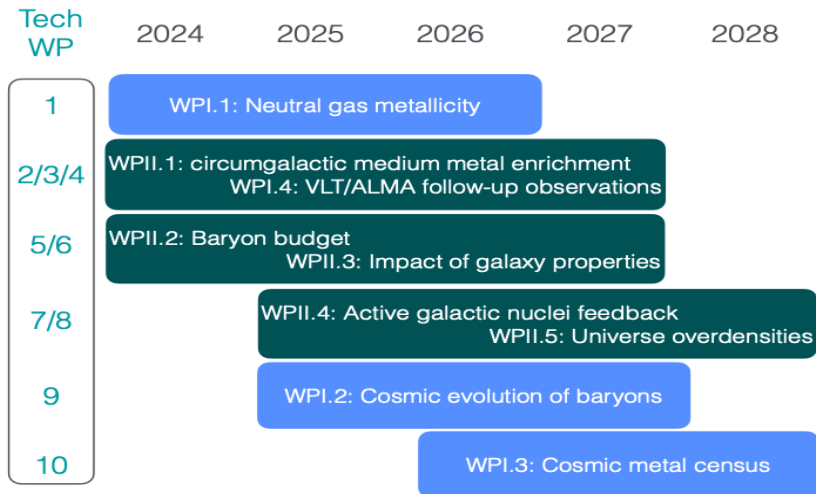 Tech
WP
2024 2025 2026 2027 2028
1
WPI.1: Neutral gas metallicity
2/3/4
WPII.1: circumgalactic medium metal enrichment
WPI.4: VLT/ALMA follow-up observations
5/6
WPII.2: Baryon budget
WPII.3: Impact of galaxy properties
7/8
WPII.4: Active galactic nuclei feedback
WPII.5: Universe overdensities
9
WPI.2: Cosmic evolution of baryons
10
WPI.3: Cosmic metal census